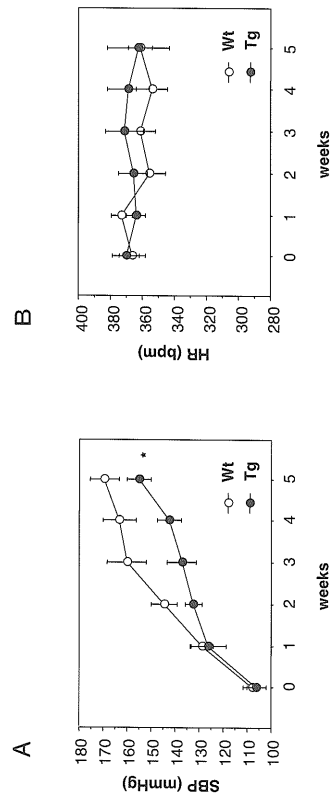 A
SBP (mmHg)
180
170
160
150
140
130
120
110
100
0 1 2 3 4 5
weeks
Wt
Tg
*
B
HR (bpm)
400
380
360
340
320
300
280
0 1 2 3 4 5
weeks
Wt
Tg